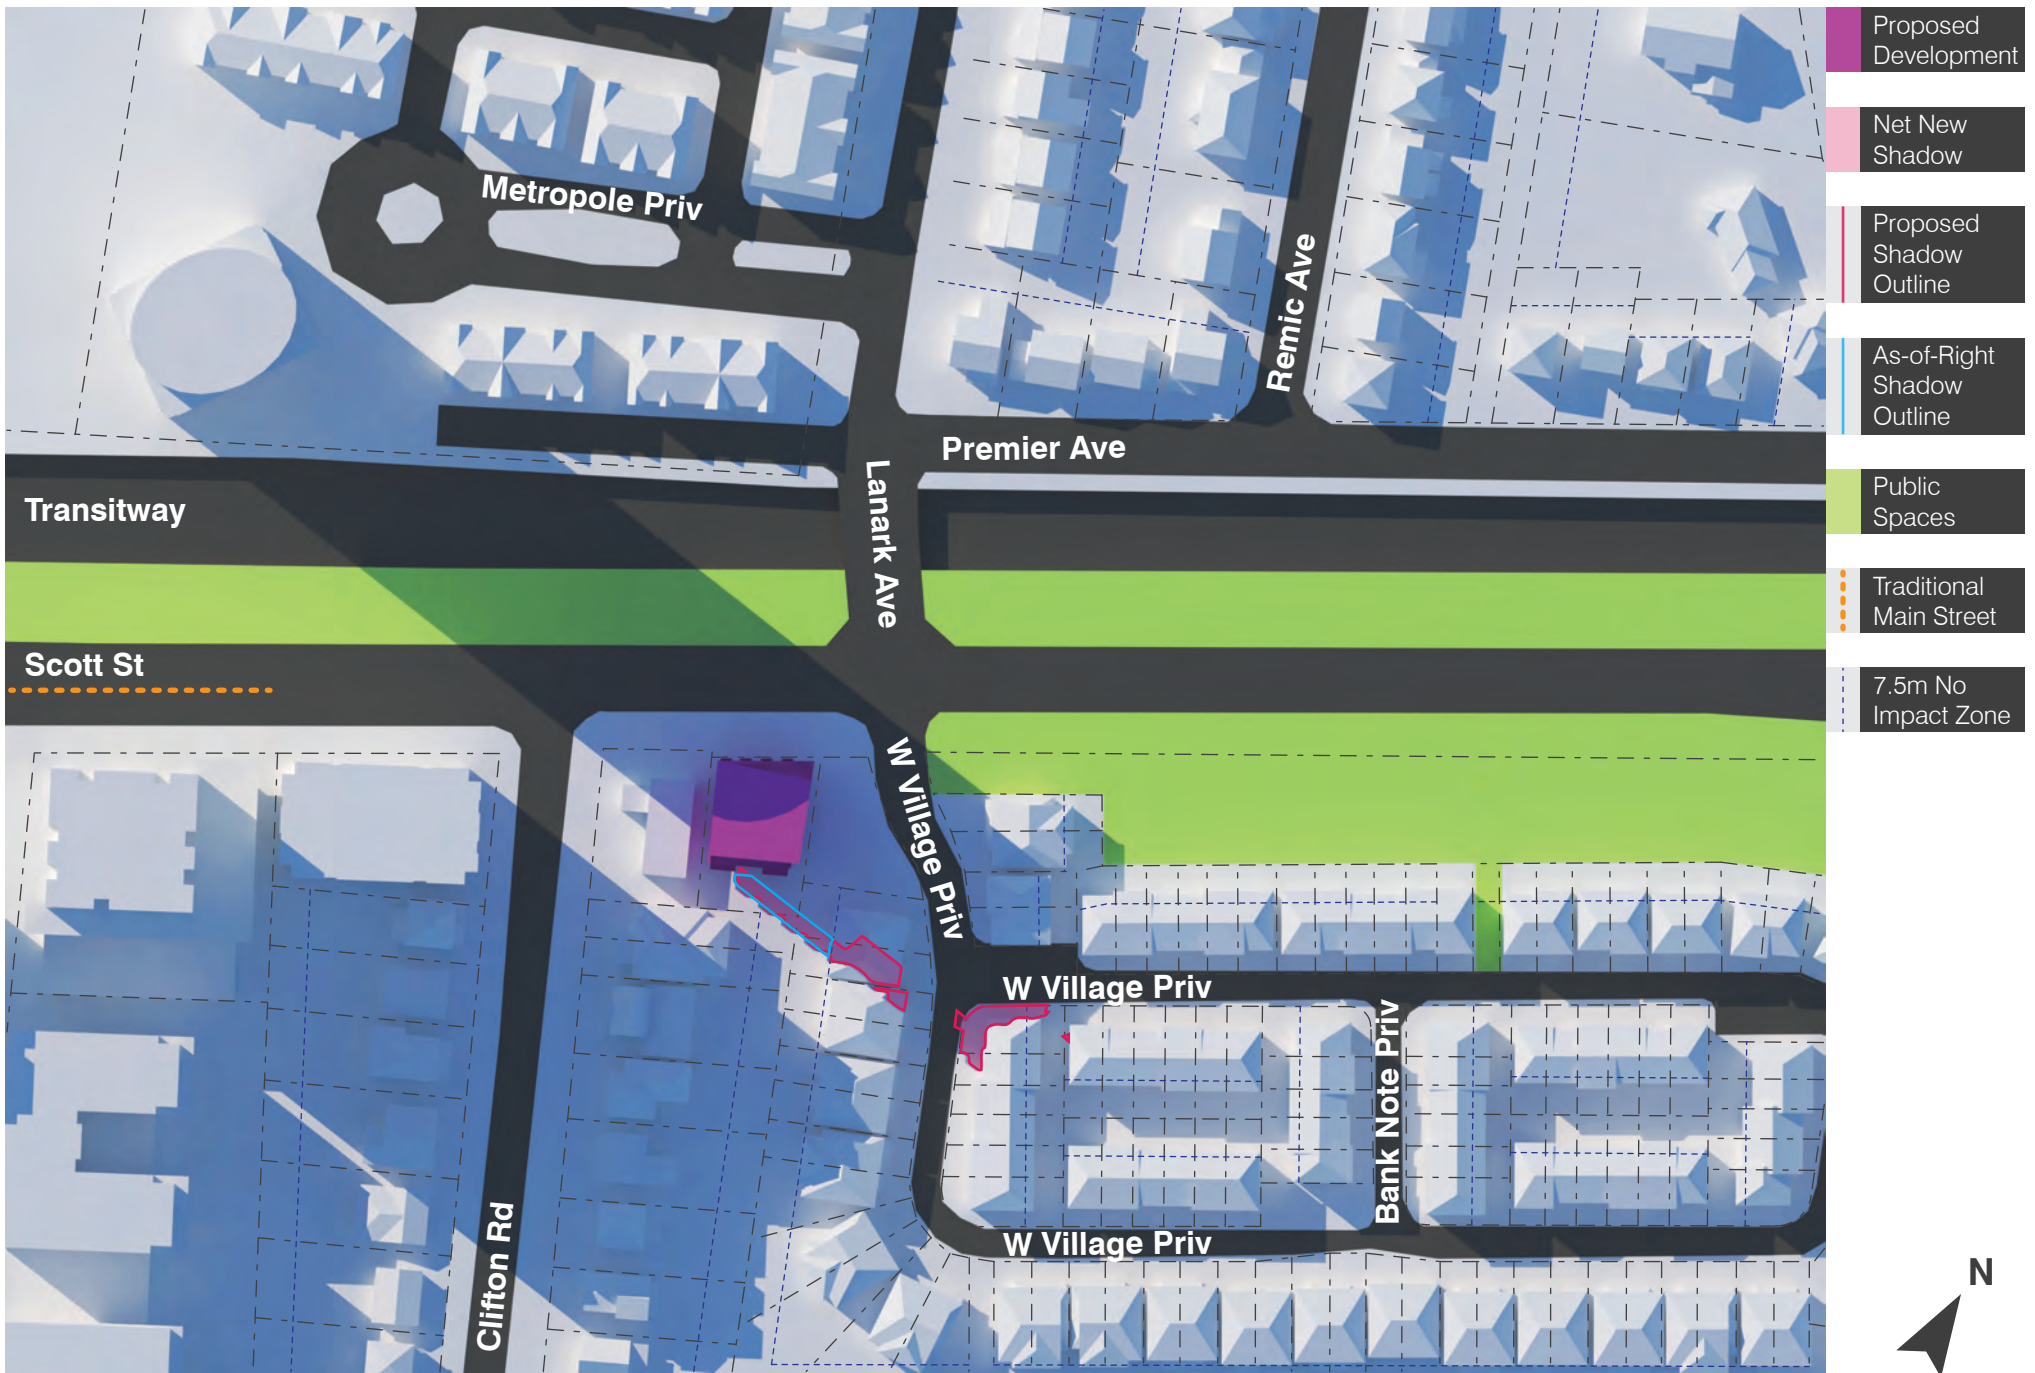 Metropole Priv
Remic Ave
Premier Ave
Lanark Ave
Transitway
Scott St
W Village Priv
W Village Priv
Bank Note Priv
W Village Priv
Clifton Rd
Proposed
Development
Net New
Shadow
Proposed
Shadow
Outline
As-of-Right
Shadow
Outline
Public
Spaces
Traditional
Main Street
7.5m No
Impact Zone
N